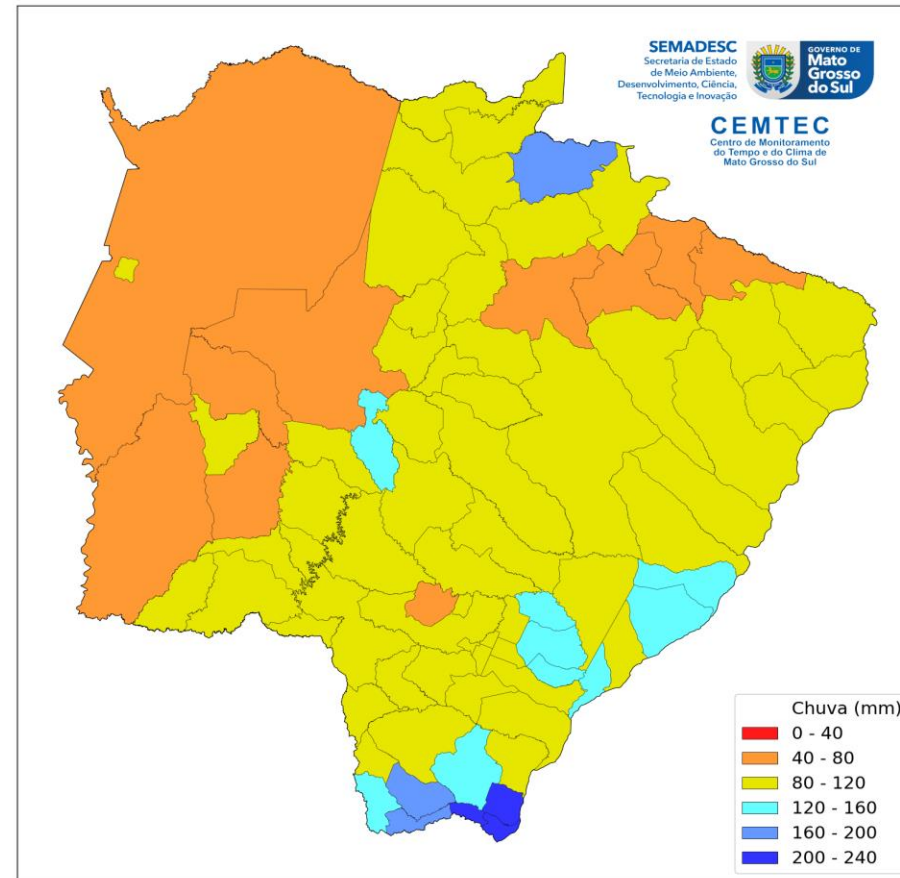 SEMADESC
Secretaria de Estado
de Meio Ambiente,
Desenvolvimento, Ciência,
Tecnologia e Inovação
GOVERNO DE
Mato
Grosso
do Sul
CEMTEC
Centro de Monitoramento
do Tempo e do Clima de
Mato Grosso do Sul
Chuva (mm)
0 - 40
40 - 80
80 - 120
120 - 160
160 - 200
200 - 240